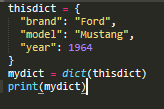 thisdict = {
  "brand": "Ford",
  "model": "Mustang",
  "year": 1964
}
mydict = dict(thisdict)
print(mydict)